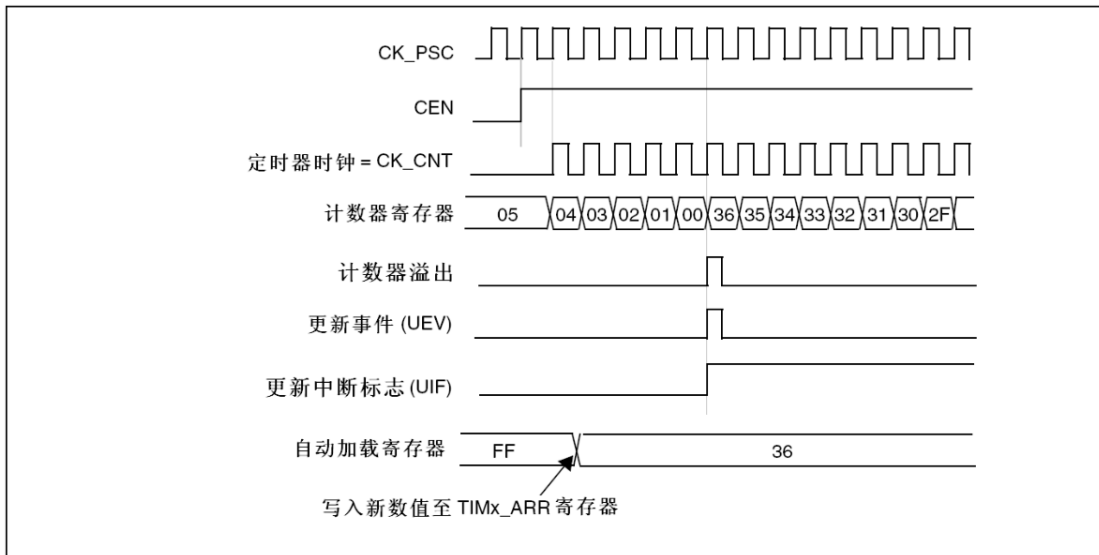 CK_PSC
CEN
定时器时钟 = CK_CNT
计数器寄存器 05 04 03 02 01 00 36 35 34 33 32 31 30 2F
计数器溢出
更新事件 (UEV)
更新中断标志 (UIF)
自动加载寄存器 FF 36
写入新数值至 TIMx_ARR 寄存器